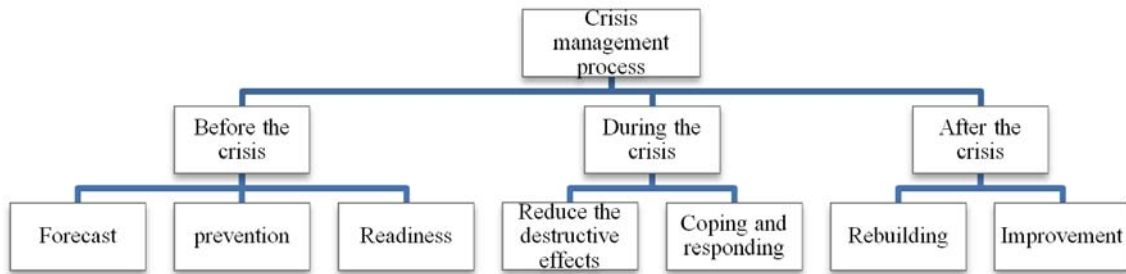 Crisis
management
process
Before the
crisis
During the
crisis
After the
crisis
Forecast
prevention
Readiness
Reduce the
destructive
effects
Coping and
responding
Rebuilding
Improvement